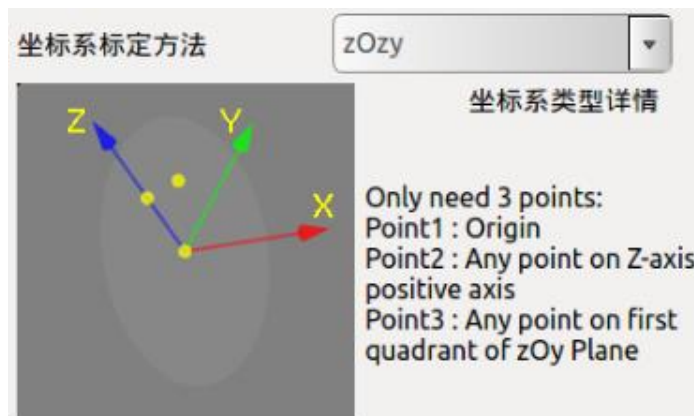 坐标系标定方法
zOzy
坐标系类型详情
Z
Y
X
Only need 3 points:
Point1 : Origin
Point2 : Any point on Z-axis
positive axis
Point3 : Any point on first
quadrant of zOy Plane